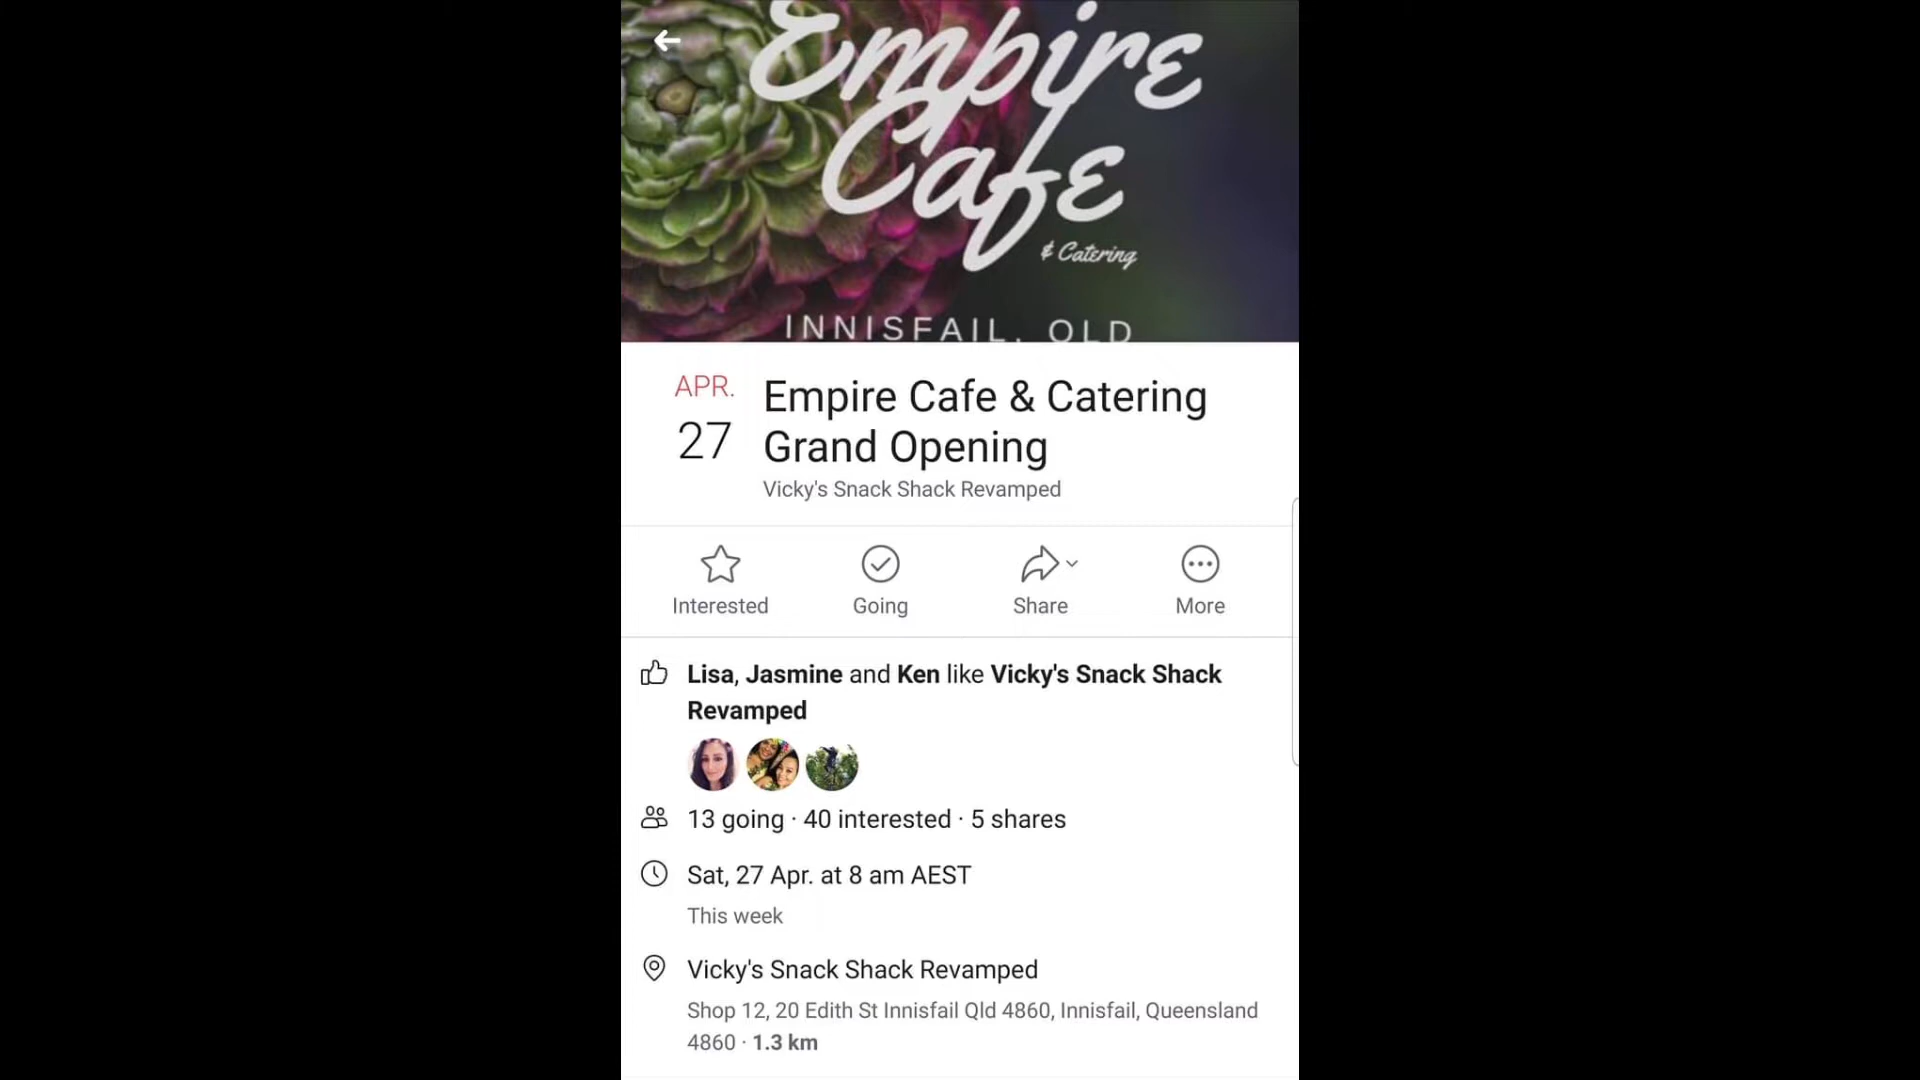 Empire
Cafe
& Catering
INNISFAIL, QLD
APR.
27
Empire Cafe & Catering
Grand Opening
Vicky's Snack Shack Revamped
Interested
Going
Share
More
Lisa, Jasmine and Ken like Vicky's Snack Shack
Revamped
13 going · 40 interested · 5 shares
Sat, 27 Apr. at 8 am AEST
This week
Vicky's Snack Shack Revamped
Shop 12, 20 Edith St Innisfail Qld 4860, Innisfail, Queensland
4860 · 1.3 km